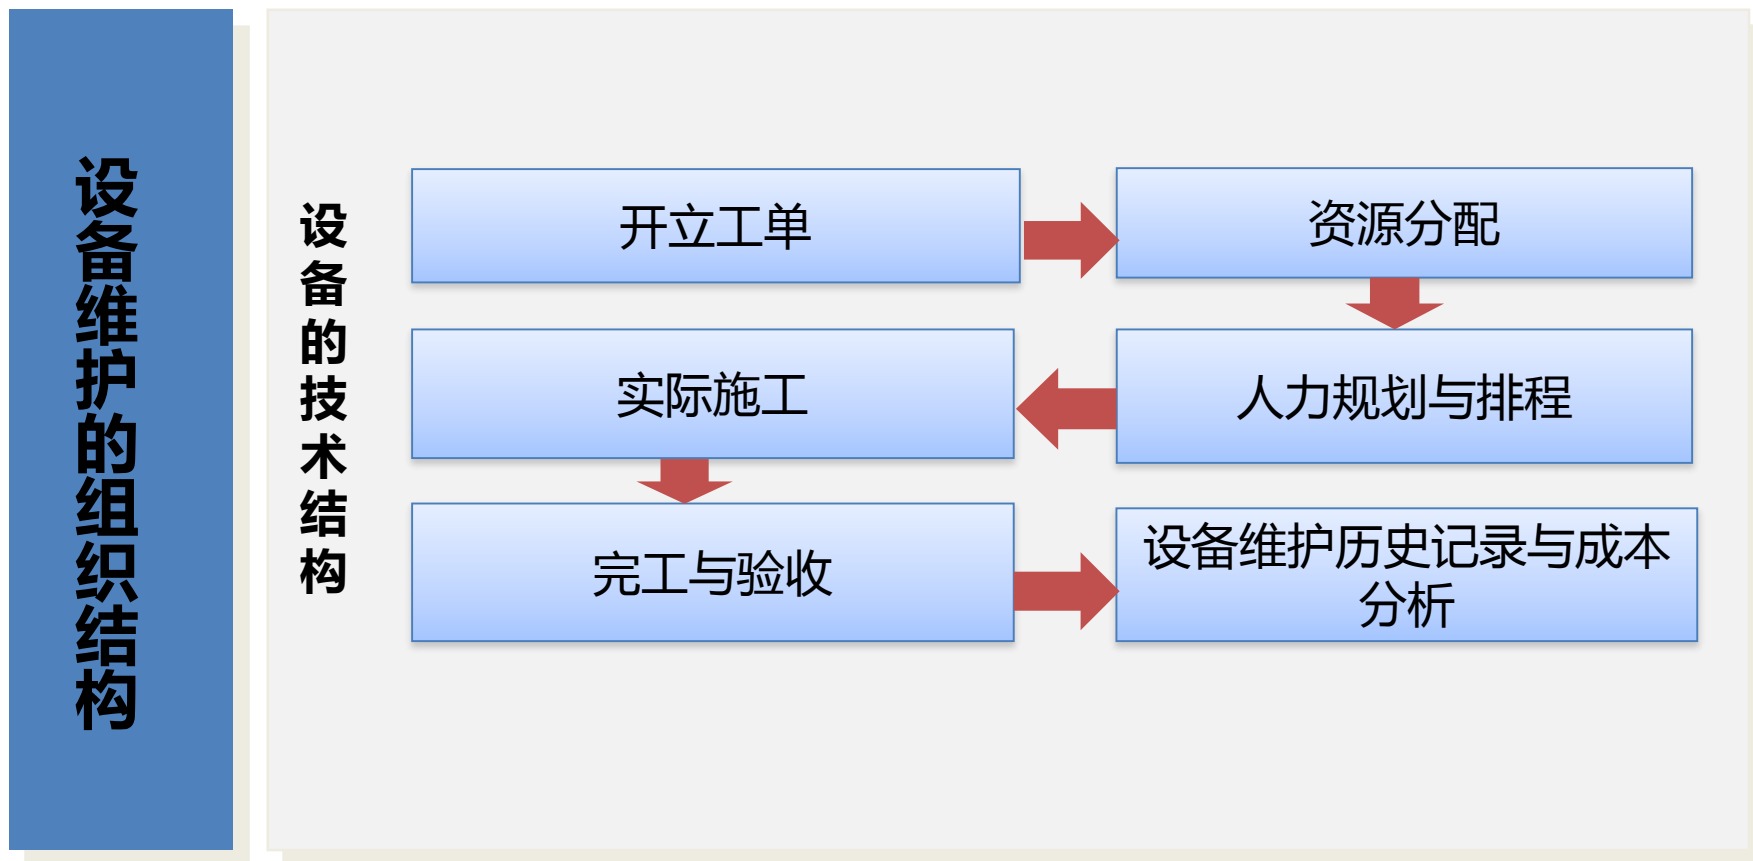 设备维护的组织结构
设备的技术结构
开立工单
资源分配
实际施工
人力规划与排程
完工与验收
设备维护历史记录与成本
分析